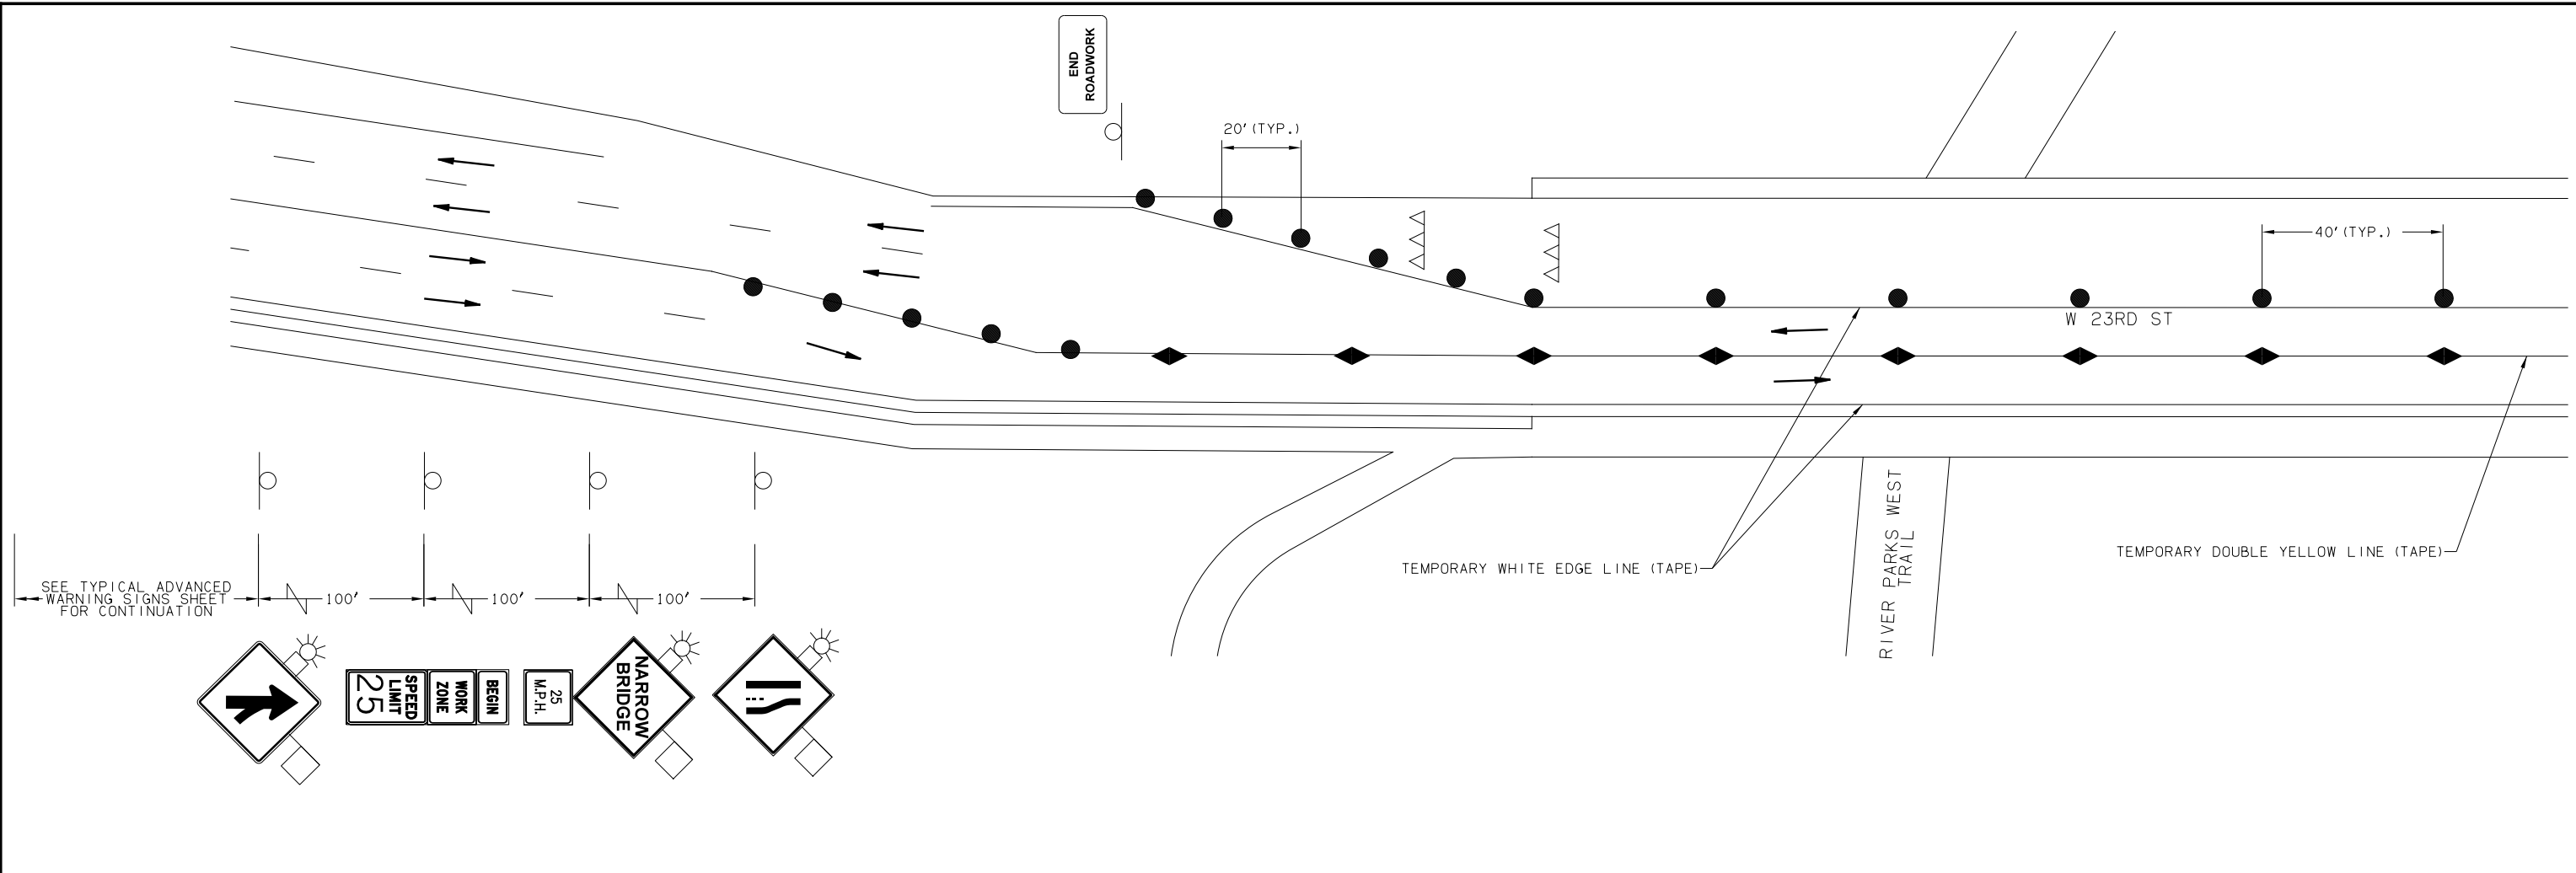 END
ROADWORK
20' (TYP.)
40' (TYP.)
W 23RD ST
RIVER PARKS WEST
TRAIL
TEMPORARY WHITE EDGE LINE (TAPE)
TEMPORARY DOUBLE YELLOW LINE (TAPE)
SEE TYPICAL ADVANCED
WARNING SIGNS SHEET
FOR CONTINUATION
100'
100'
100'
BEGIN
WORK
ZONE
SPEED
LIMIT
25
25
M.P.H.
NARROW
BRIDGE